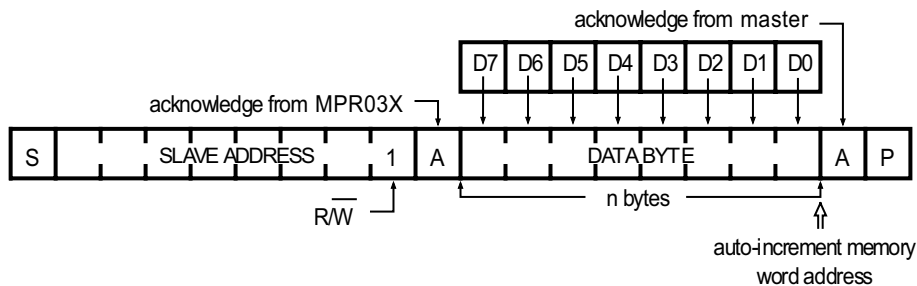 acknowledge from master
D7 D6 D5 D4 D3 D2 D1 D0
acknowledge from MPR03X
S SLAVE ADDRESS 1 A DATA BYTE A P
R/W̅
n bytes
auto-increment memory
word address